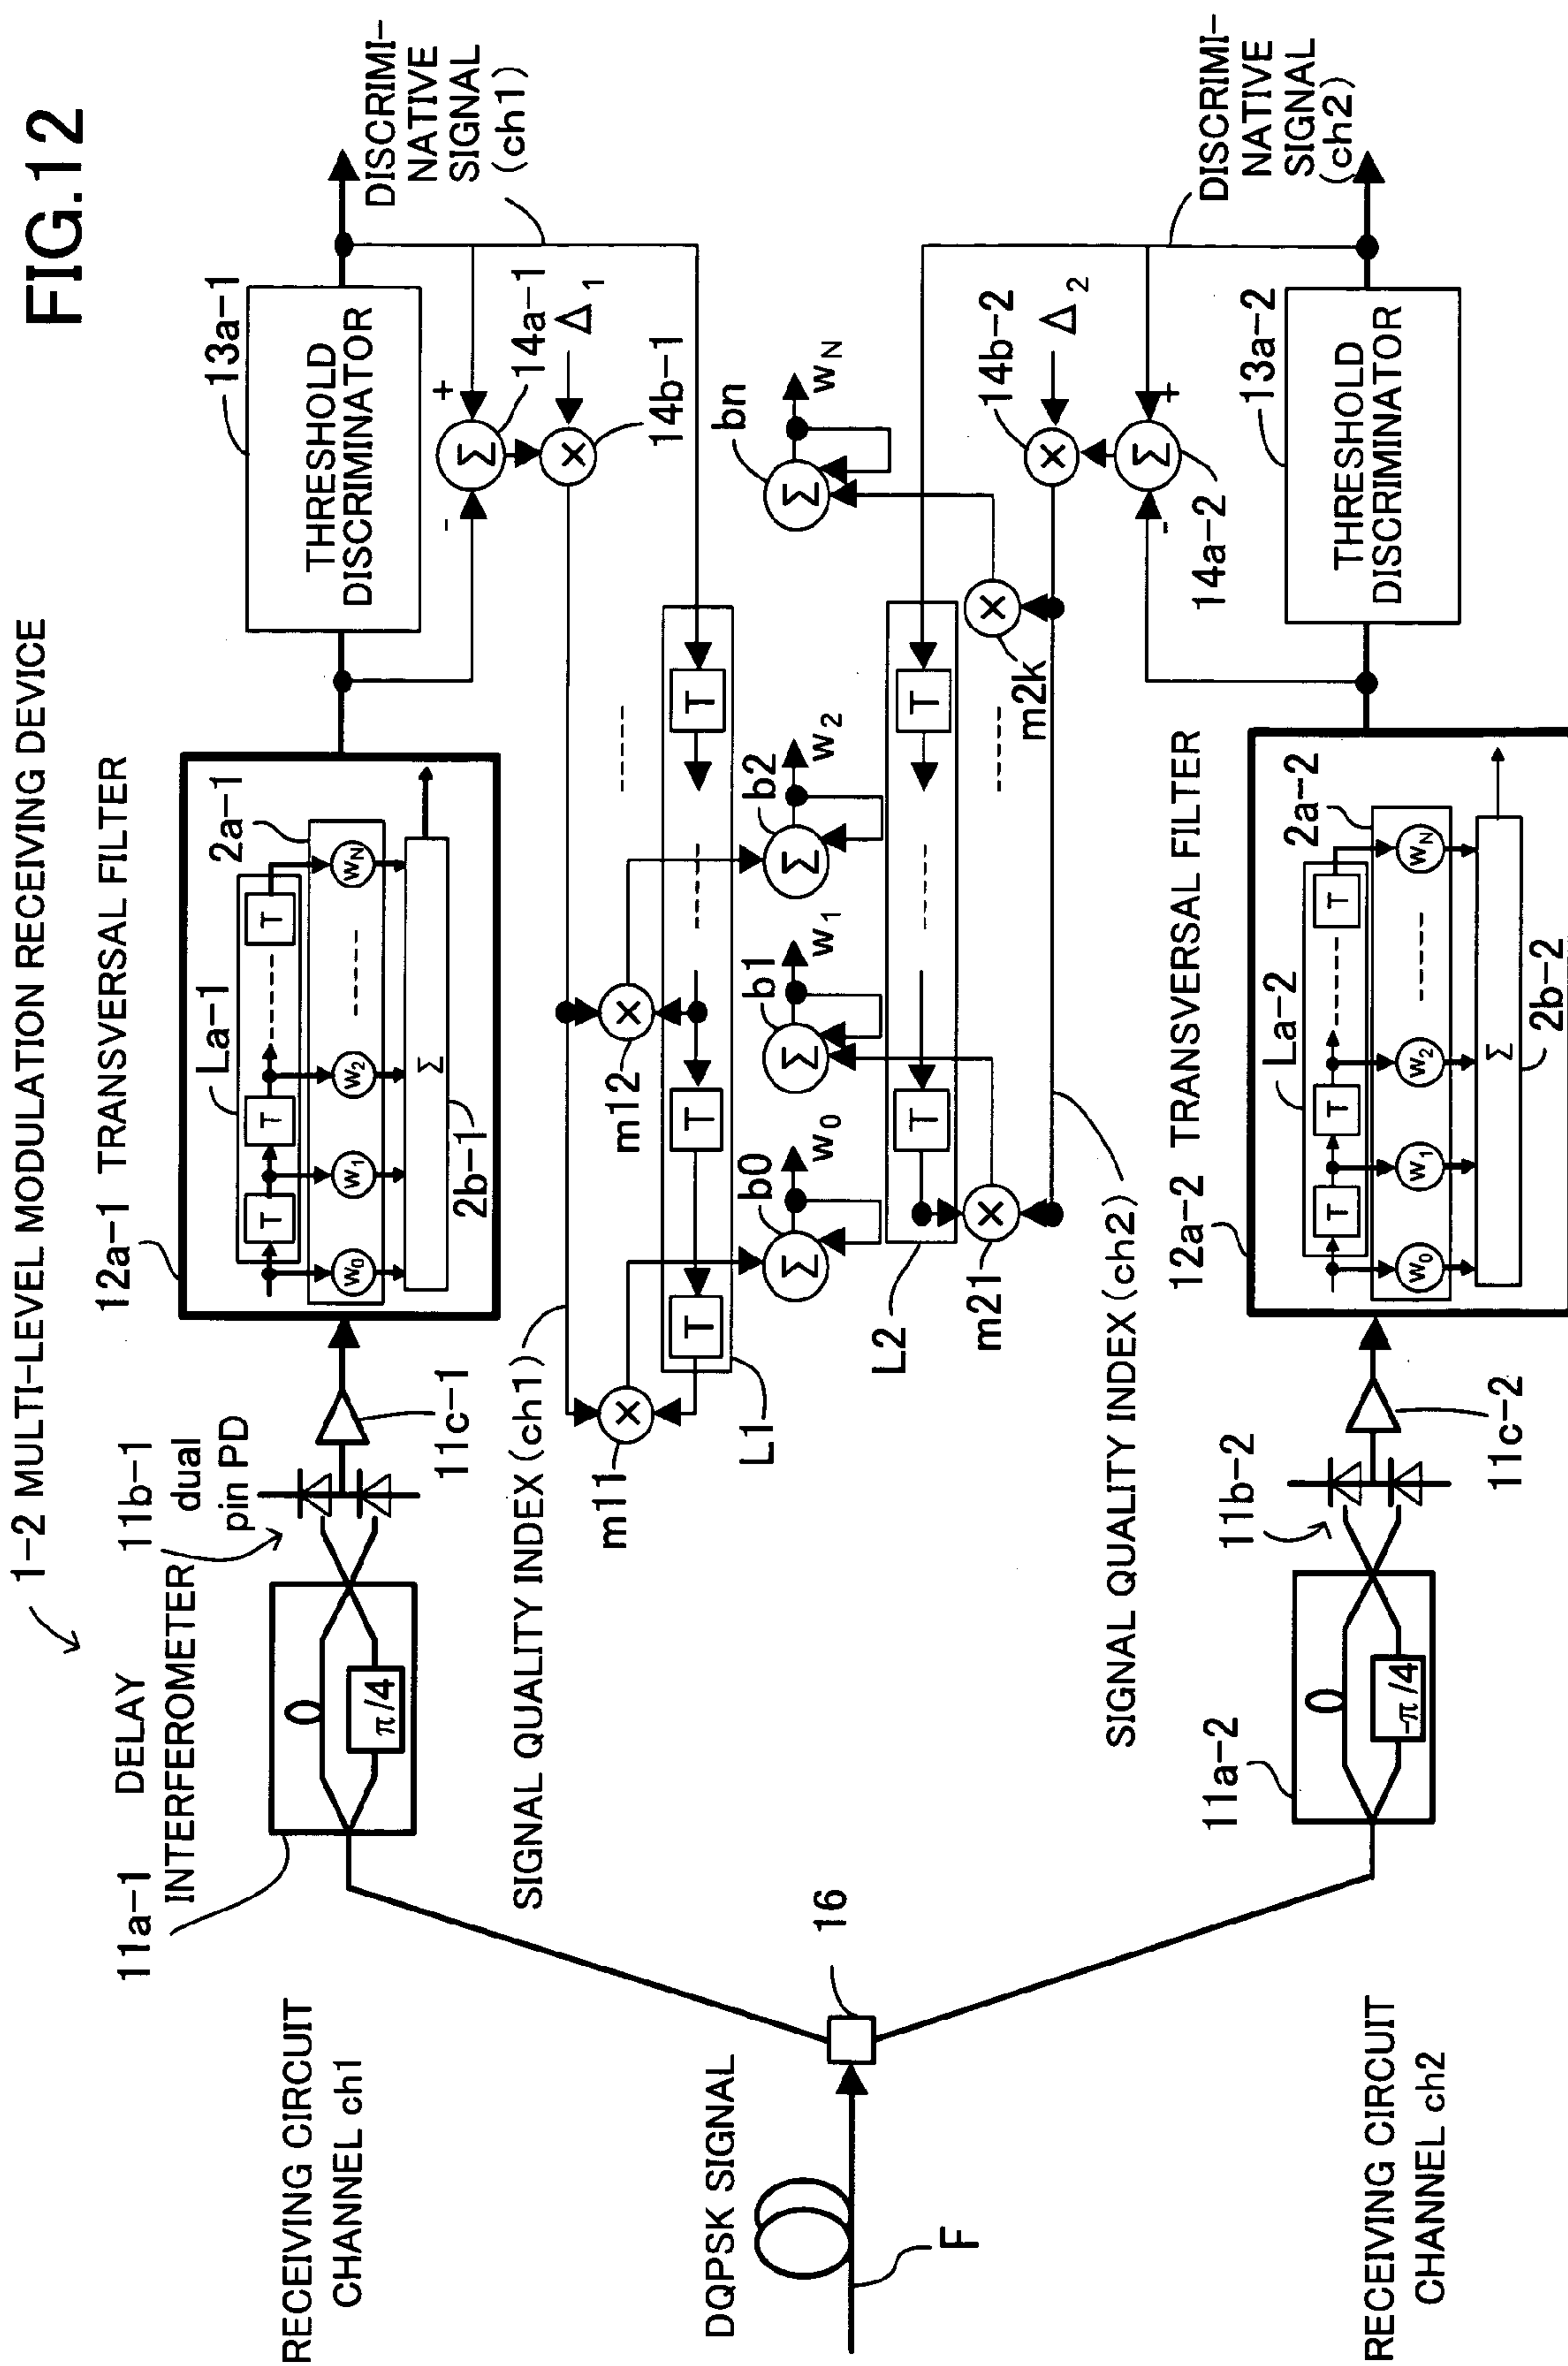 FIG.12
1-2 MULTI-LEVEL MODULATION RECEIVING DEVICE
11a-1 DELAY
INTERFEROMETER
π/4
11b-1
dual
pin PD
11c-1
12a-1 TRANSVERSAL FILTER
La-1
2a-1
T
T
T
w0
w1
w2
wN
Σ
2b-1
13a-1
THRESHOLD
DISCRIMINATOR
DISCRIMI-
NATIVE
SIGNAL
(ch1)
+
-
Σ
14a-1
Δ1
×
14b-1
RECEIVING CIRCUIT
CHANNEL ch1
SIGNAL QUALITY INDEX(ch1)
m11
×
m12
×
L1
T
T
T
DQPSK SIGNAL
F
16
b0
Σ
w0
b1
Σ
w1
b2
Σ
w2
bn
Σ
wN
L2
T
T
m21
×
m2k
×
SIGNAL QUALITY INDEX(ch2)
14b-2
×
Δ2
Σ
14a-2
+
-
DISCRIMI-
NATIVE
SIGNAL
(ch2)
RECEIVING CIRCUIT
CHANNEL ch2
11a-2
-π/4
11b-2
11c-2
12a-2 TRANSVERSAL FILTER
La-2
2a-2
T
T
T
w0
w1
w2
wN
Σ
2b-2
13a-2
THRESHOLD
DISCRIMINATOR